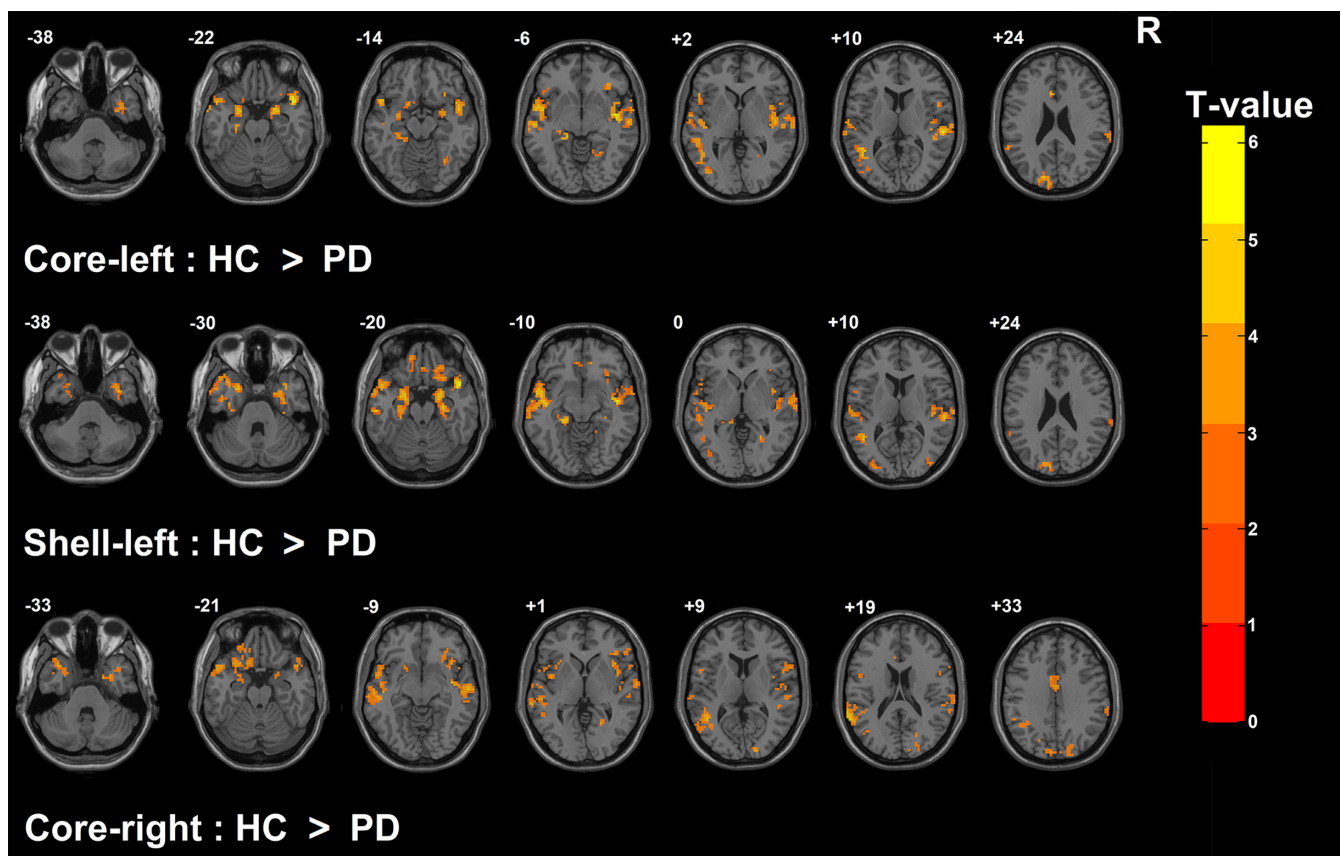 R
-38 -22 -14 -6 +2 +10 +24
T-value
6
Core-left : HC > PD
5
-38 -30 -20 -10 0 +10 +24
4
3
Shell-left : HC > PD
2
-33 -21 -9 +1 +9 +19 +33
1
0
Core-right : HC > PD